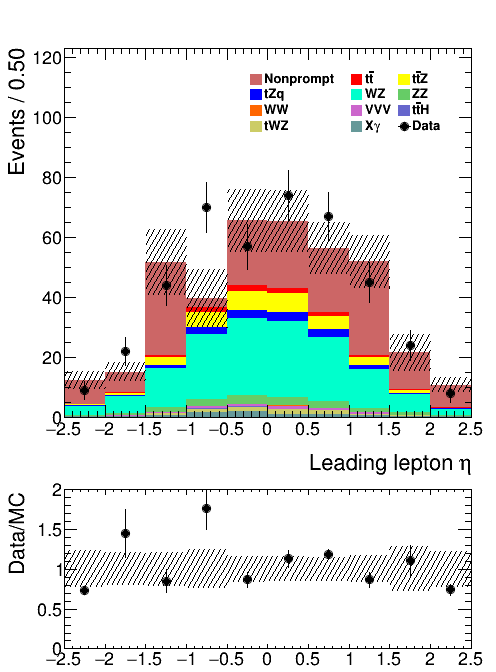 Events / 0.50
120
100
80
60
40
20
0
Nonprompt tt̄ tt̄Z
tZq WZ ZZ
WW VVV tt̄H
tWZ Xγ Data
−2.5 −2 −1.5 −1 −0.5 0 0.5 1 1.5 2 2.5
Leading lepton η
Data/MC
2
1.5
1
0.5
0
−2.5 −2 −1.5 −1 −0.5 0 0.5 1 1.5 2 2.5